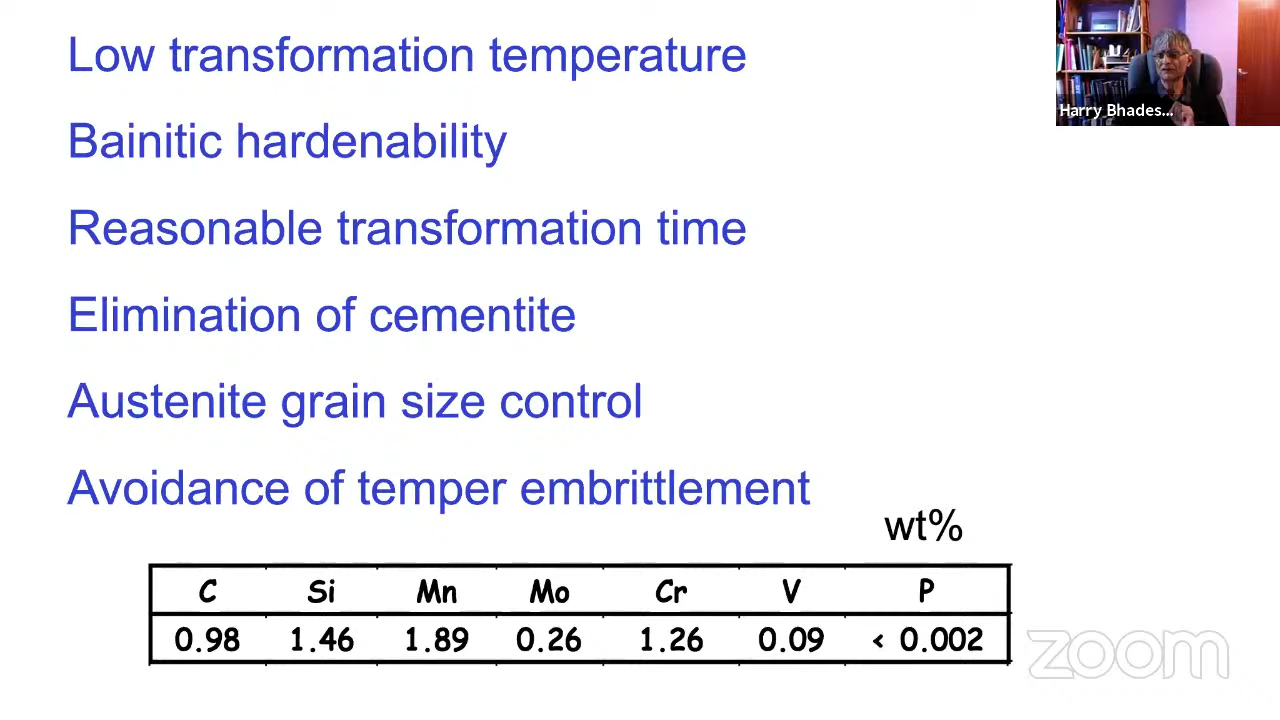 Low transformation temperature
Harry Bhades...
Bainitic hardenability
Reasonable transformation time
Elimination of cementite
Austenite grain size control
Avoidance of temper embrittlement
wt%
C Si Mn Mo Cr V P
0.98 1.46 1.89 0.26 1.26 0.09 < 0.002
zoom